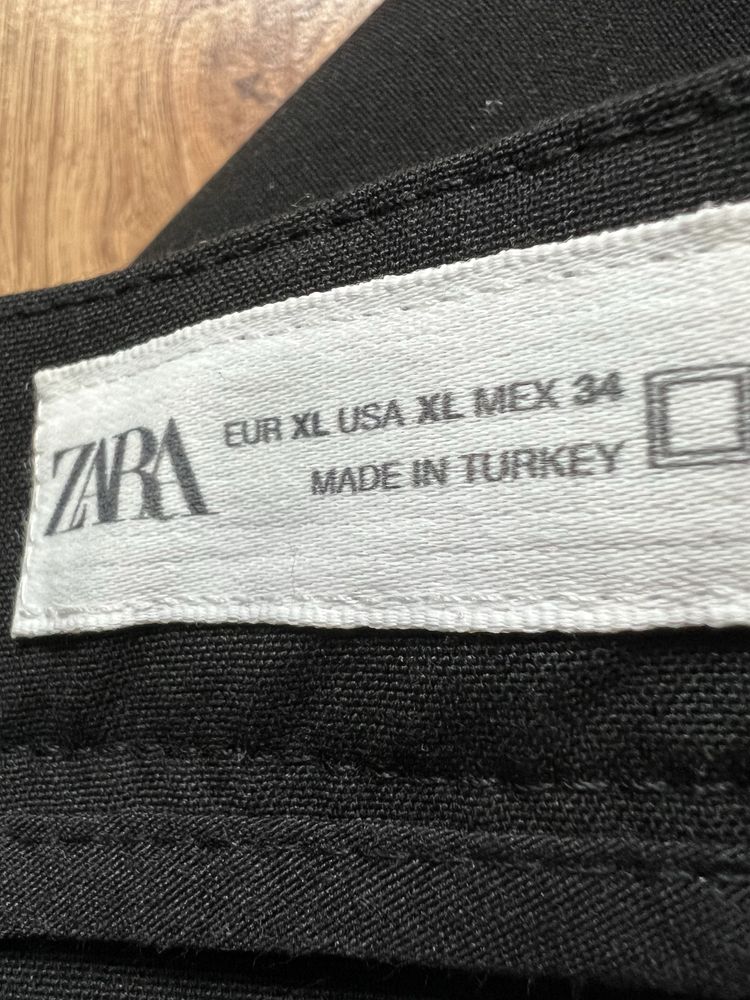 ZARA
EUR XL USA XL MEX 34
MADE IN TURKEY